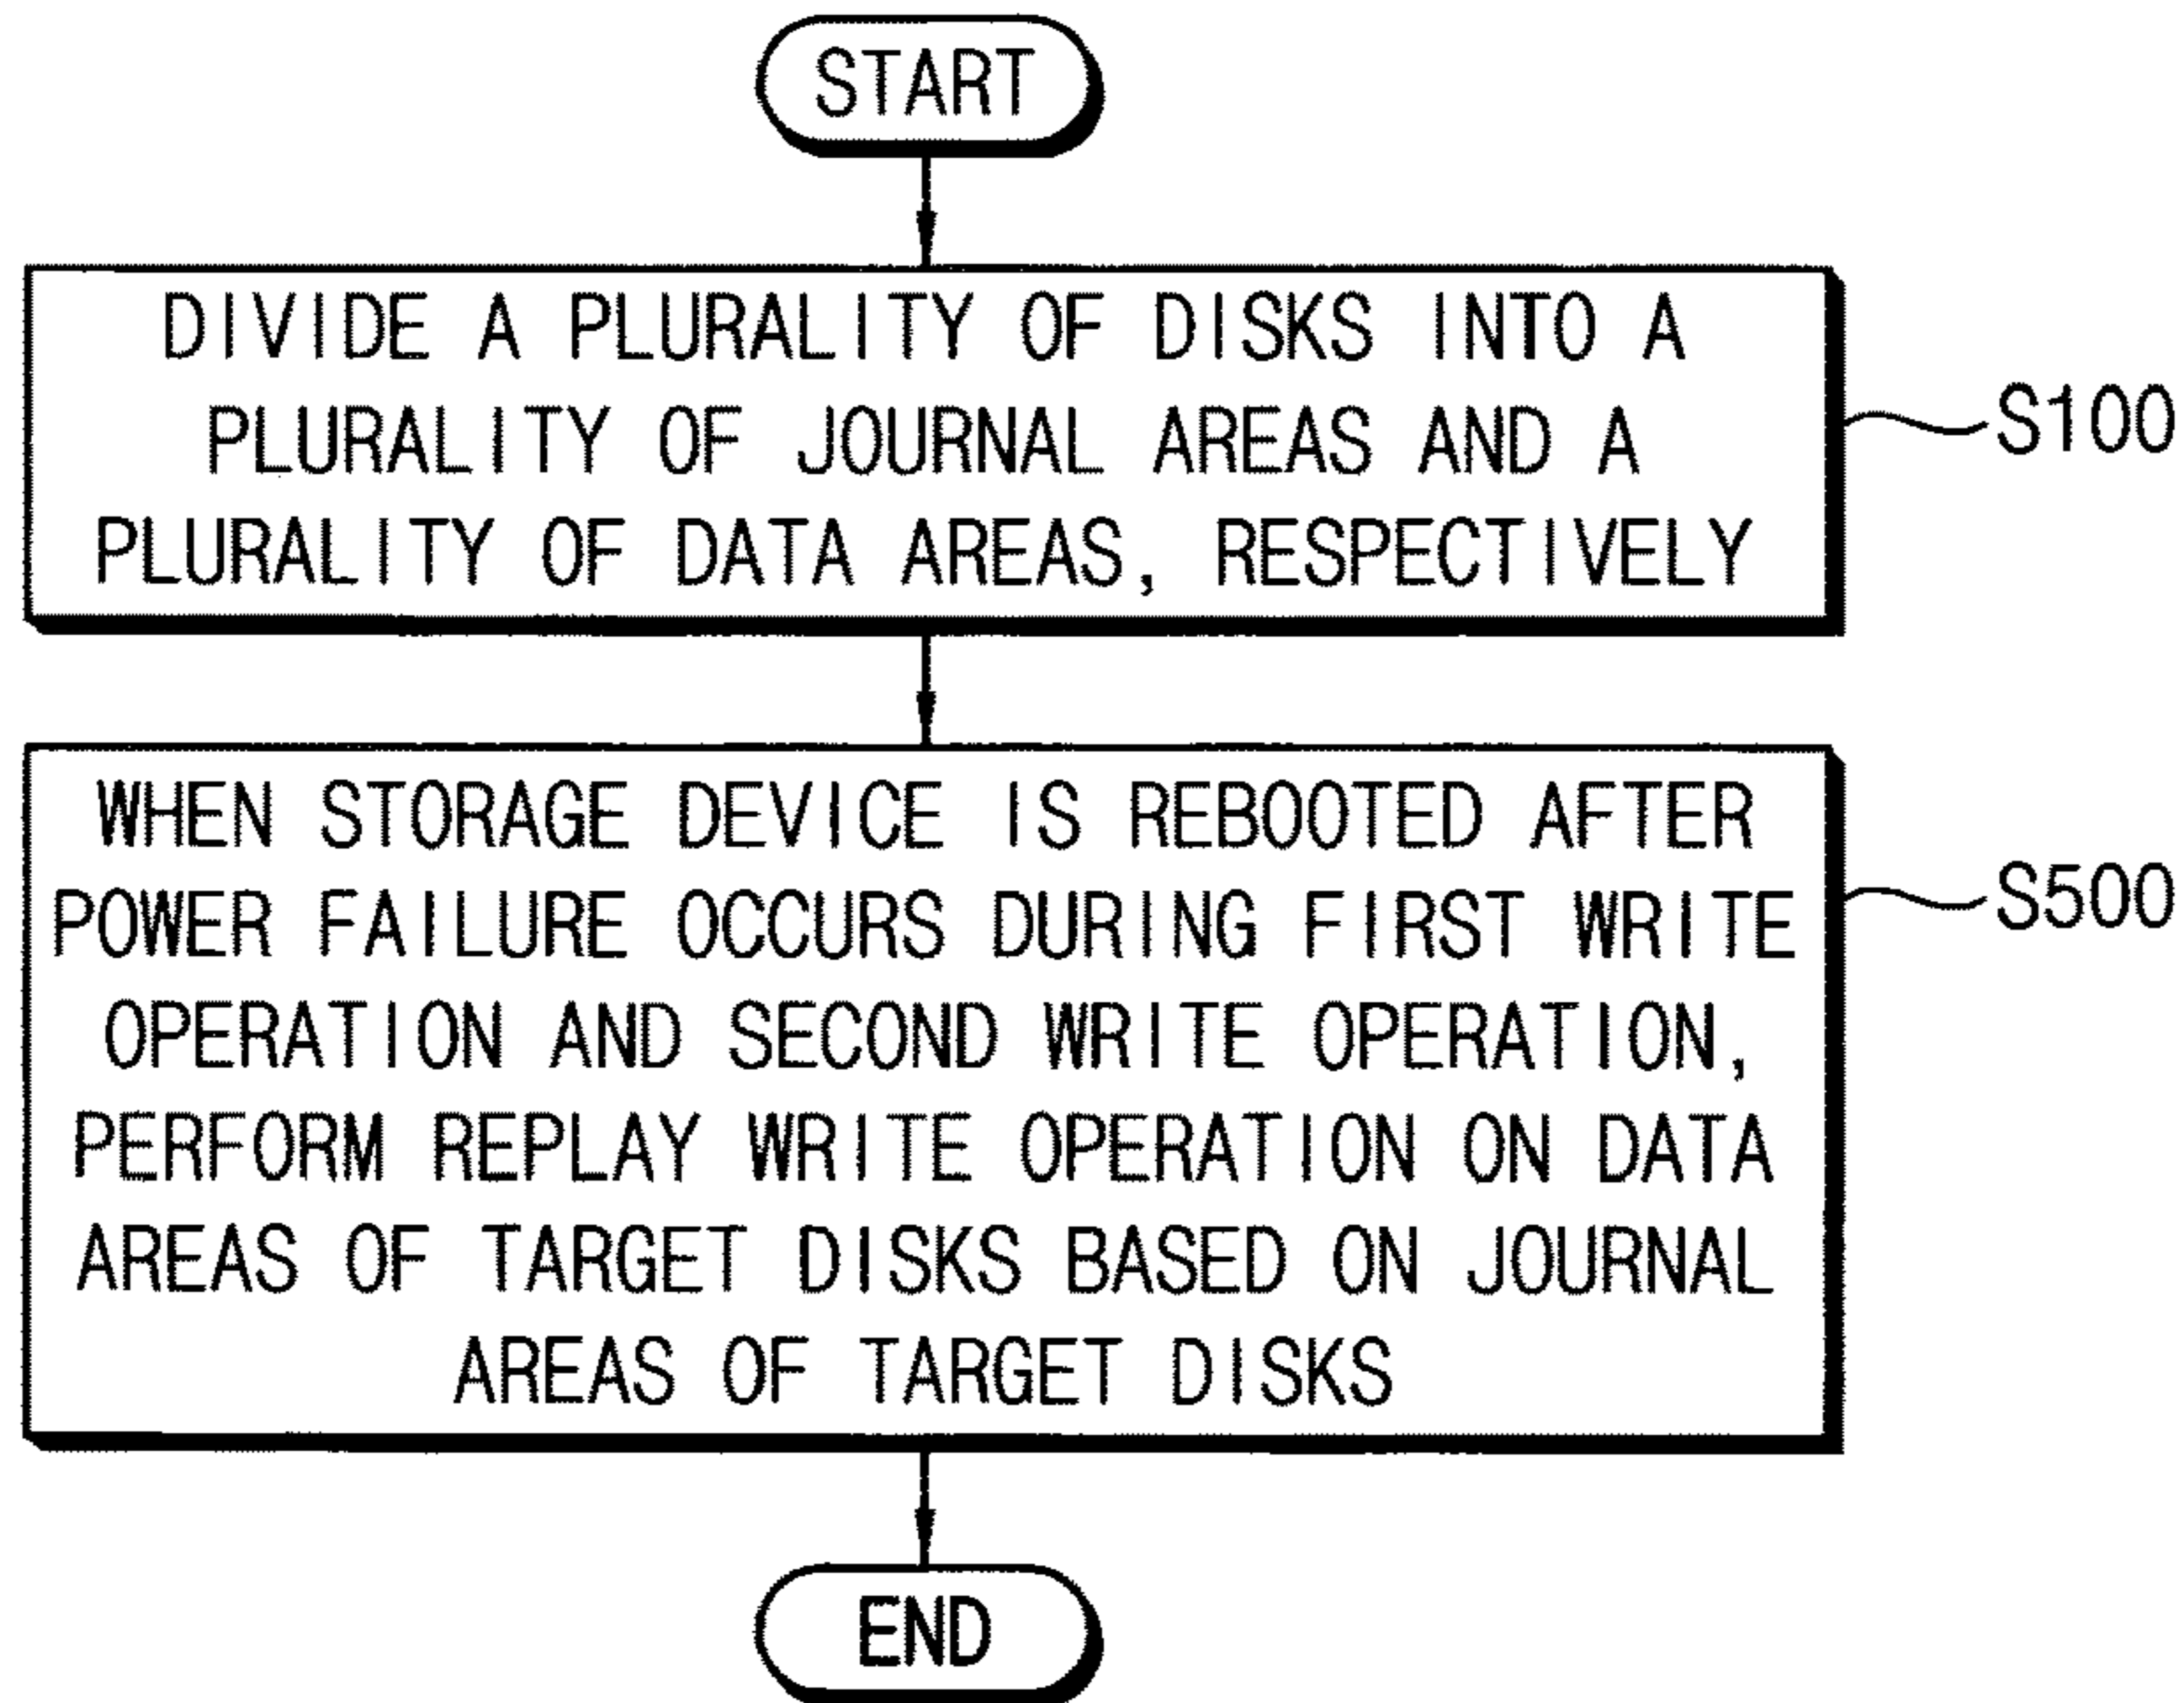 START
DIVIDE A PLURALITY OF DISKS INTO A
PLURALITY OF JOURNAL AREAS AND A
PLURALITY OF DATA AREAS, RESPECTIVELY
S100
WHEN STORAGE DEVICE IS REBOOTED AFTER
POWER FAILURE OCCURS DURING FIRST WRITE
OPERATION AND SECOND WRITE OPERATION,
PERFORM REPLAY WRITE OPERATION ON DATA
AREAS OF TARGET DISKS BASED ON JOURNAL
AREAS OF TARGET DISKS
S500
END